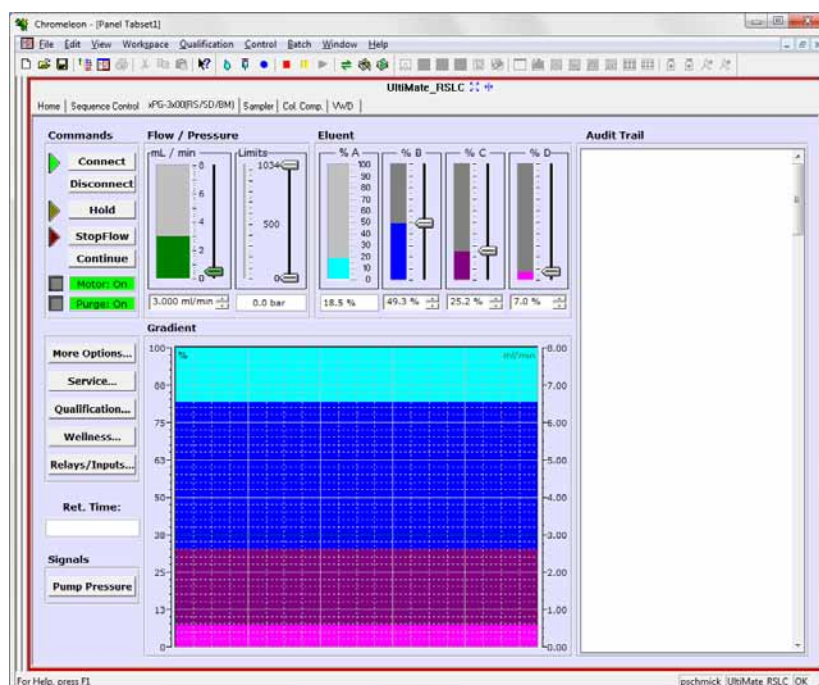 Chromeleon - [Panel Tabset1]
File Edit View Workspace Qualification Control Batch Window Help
UltiMate_RSLC
Home Sequence Control xPG-3x00(RS/SD/BM) Sampler Col. Comp. VWD
Commands Flow / Pressure Eluent Audit Trail
mL / min Limits % A % B % C % D
Connect
Disconnect
Hold
StopFlow
Continue
Motor: On
Purge: On
8
6
4
2
0
1034
500
0
100
90
80
70
60
50
40
30
20
10
0
3.000 ml/min 0.0 bar 18.5 % 49.3 % 25.2 % 7.0 %
Gradient
More Options...
Service...
Qualification...
Wellness...
Relays/Inputs...
Ret. Time:
Signals
Pump Pressure
% ml/min
100 8.00
88 7.00
75 6.00
63 5.00
50 4.00
38 3.00
25 2.00
13 1.00
0 0.00
For Help, press F1 pschmick UltiMate_RSLC OK